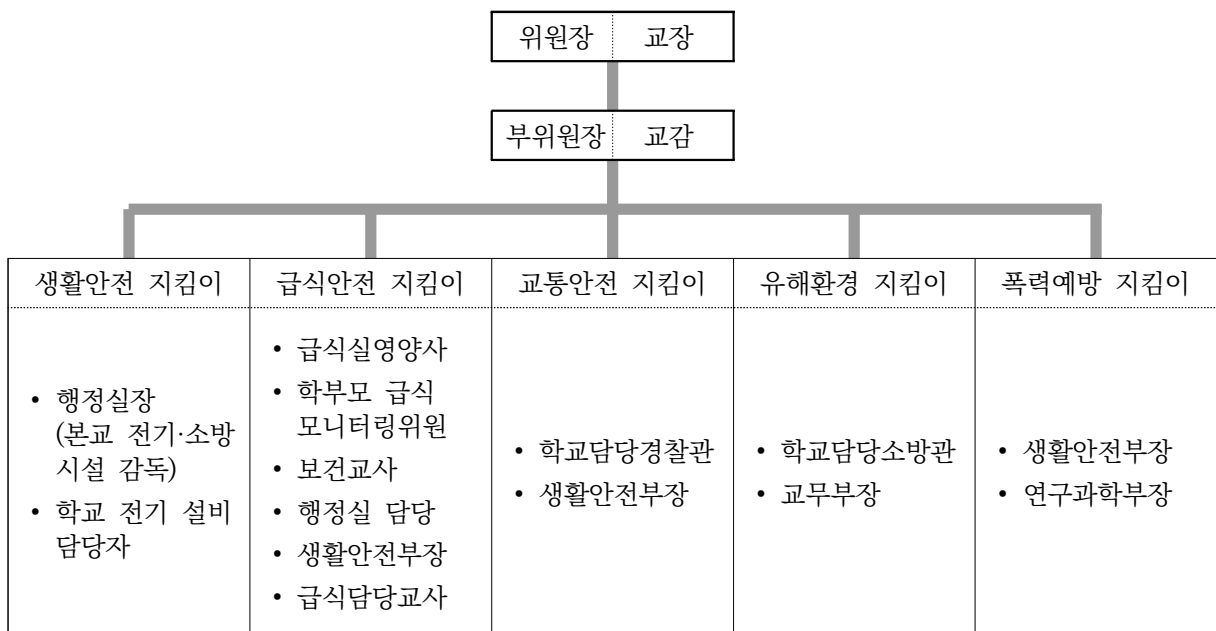 위원장 교장
부위원장 교감
생활안전 지킴이
• 행정실장
(본교 전기·소방
시설 감독)
• 학교 전기 설비
담당자
급식안전 지킴이
• 급식실영양사
• 학부모 급식
모니터링위원
• 보건교사
• 행정실 담당
• 생활안전부장
• 급식담당교사
교통안전 지킴이
• 학교담당경찰관
• 생활안전부장
유해환경 지킴이
• 학교담당소방관
• 교무부장
폭력예방 지킴이
• 생활안전부장
• 연구과학부장